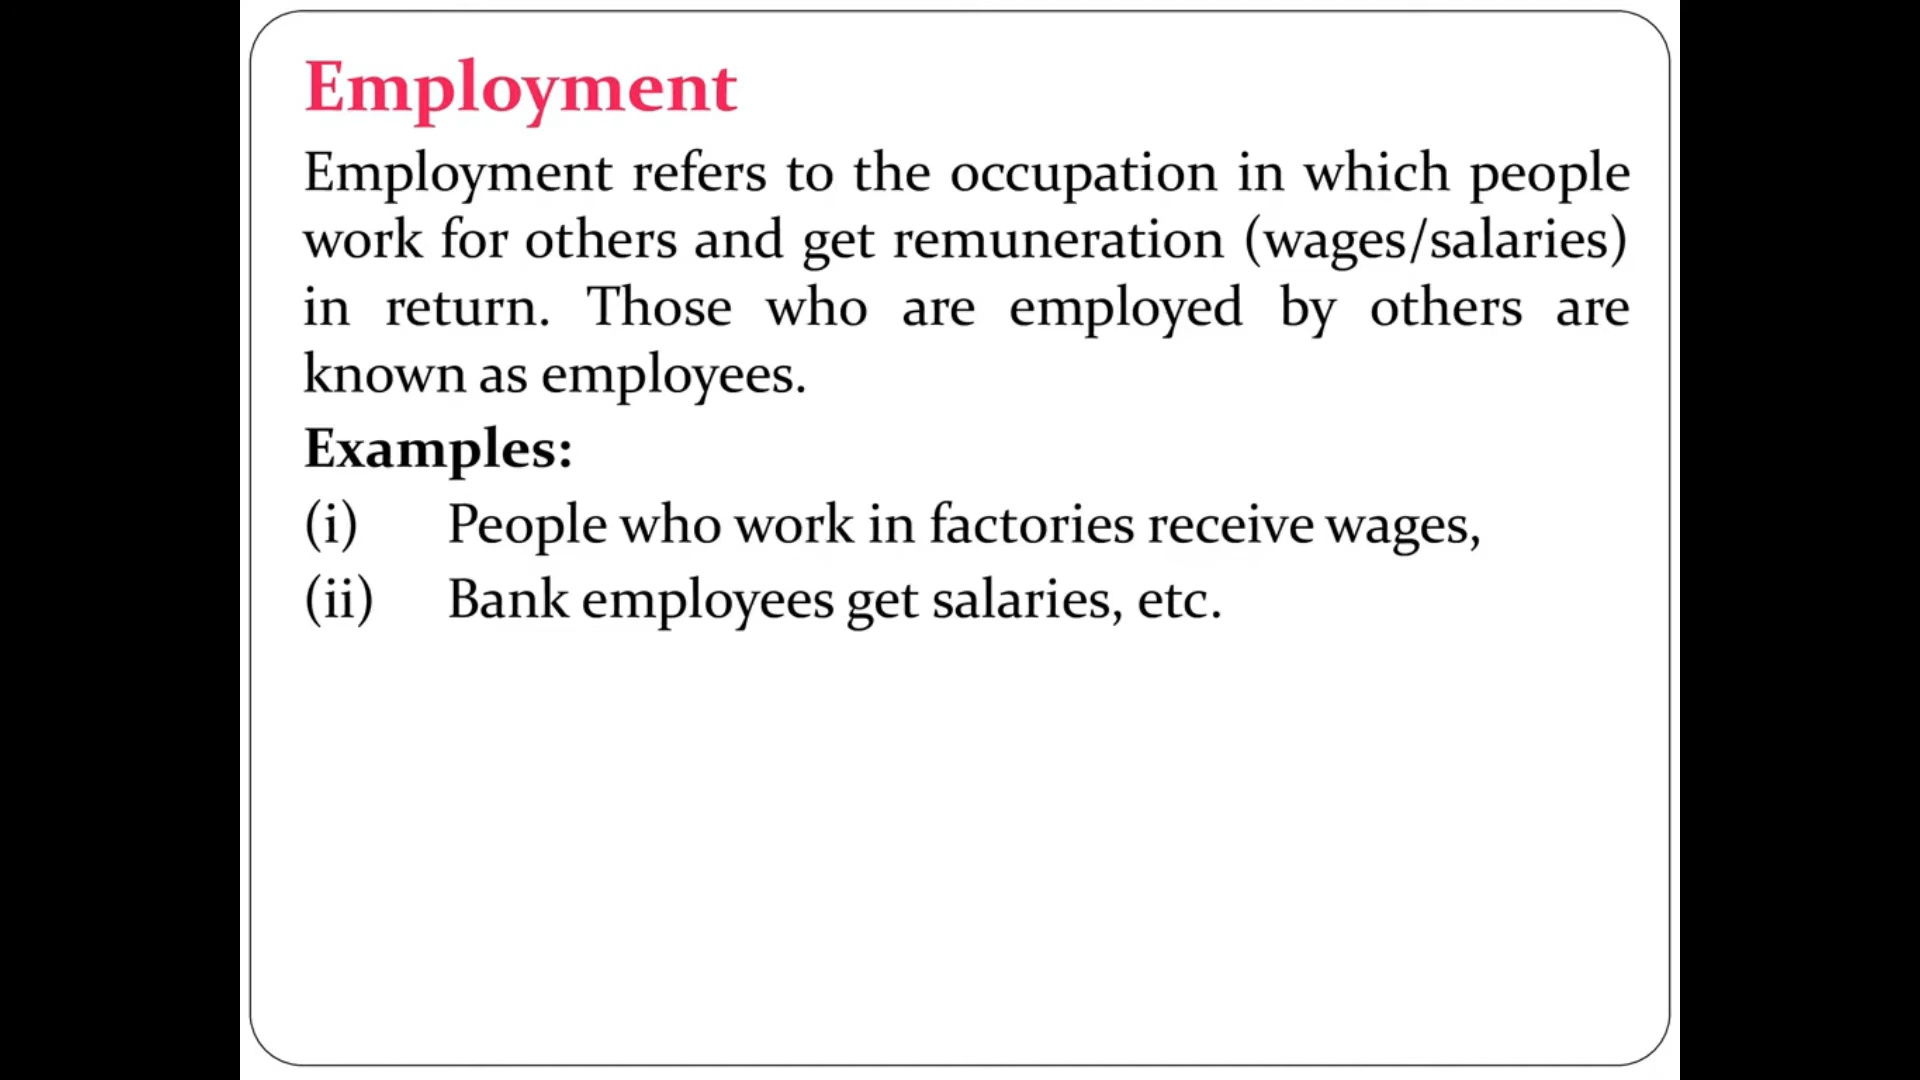 Employment
Employment refers to the occupation in which people
work for others and get remuneration (wages/salaries)
in return. Those who are employed by others are
known as employees.
Examples:
(i) People who work in factories receive wages,
(ii) Bank employees get salaries, etc.